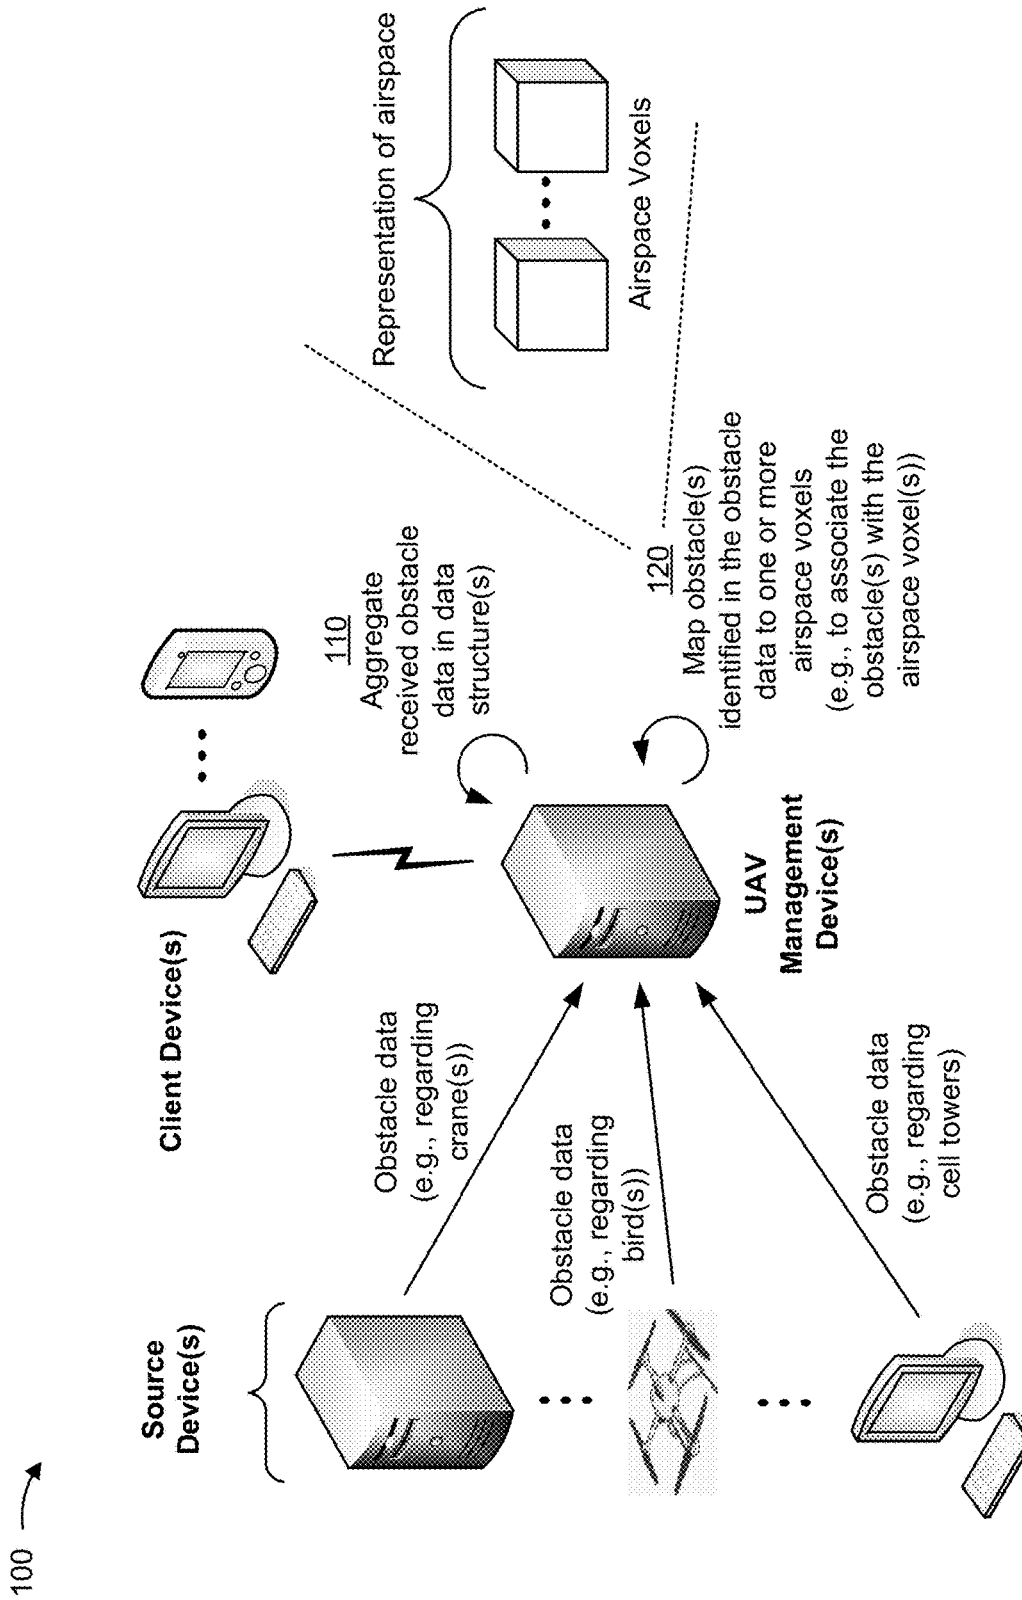 100
Source
Device(s)
Obstacle data
(e.g., regarding
crane(s))
Obstacle data
(e.g., regarding
bird(s))
Obstacle data
(e.g., regarding
cell towers)
Client Device(s)
UAV
Management
Device(s)
110
Aggregate
received obstacle
data in data
structure(s)
120
Map obstacle(s)
identified in the obstacle
data to one or more
airspace voxels
(e.g., to associate the
obstacle(s) with the
airspace voxel(s))
Representation of airspace
Airspace Voxels